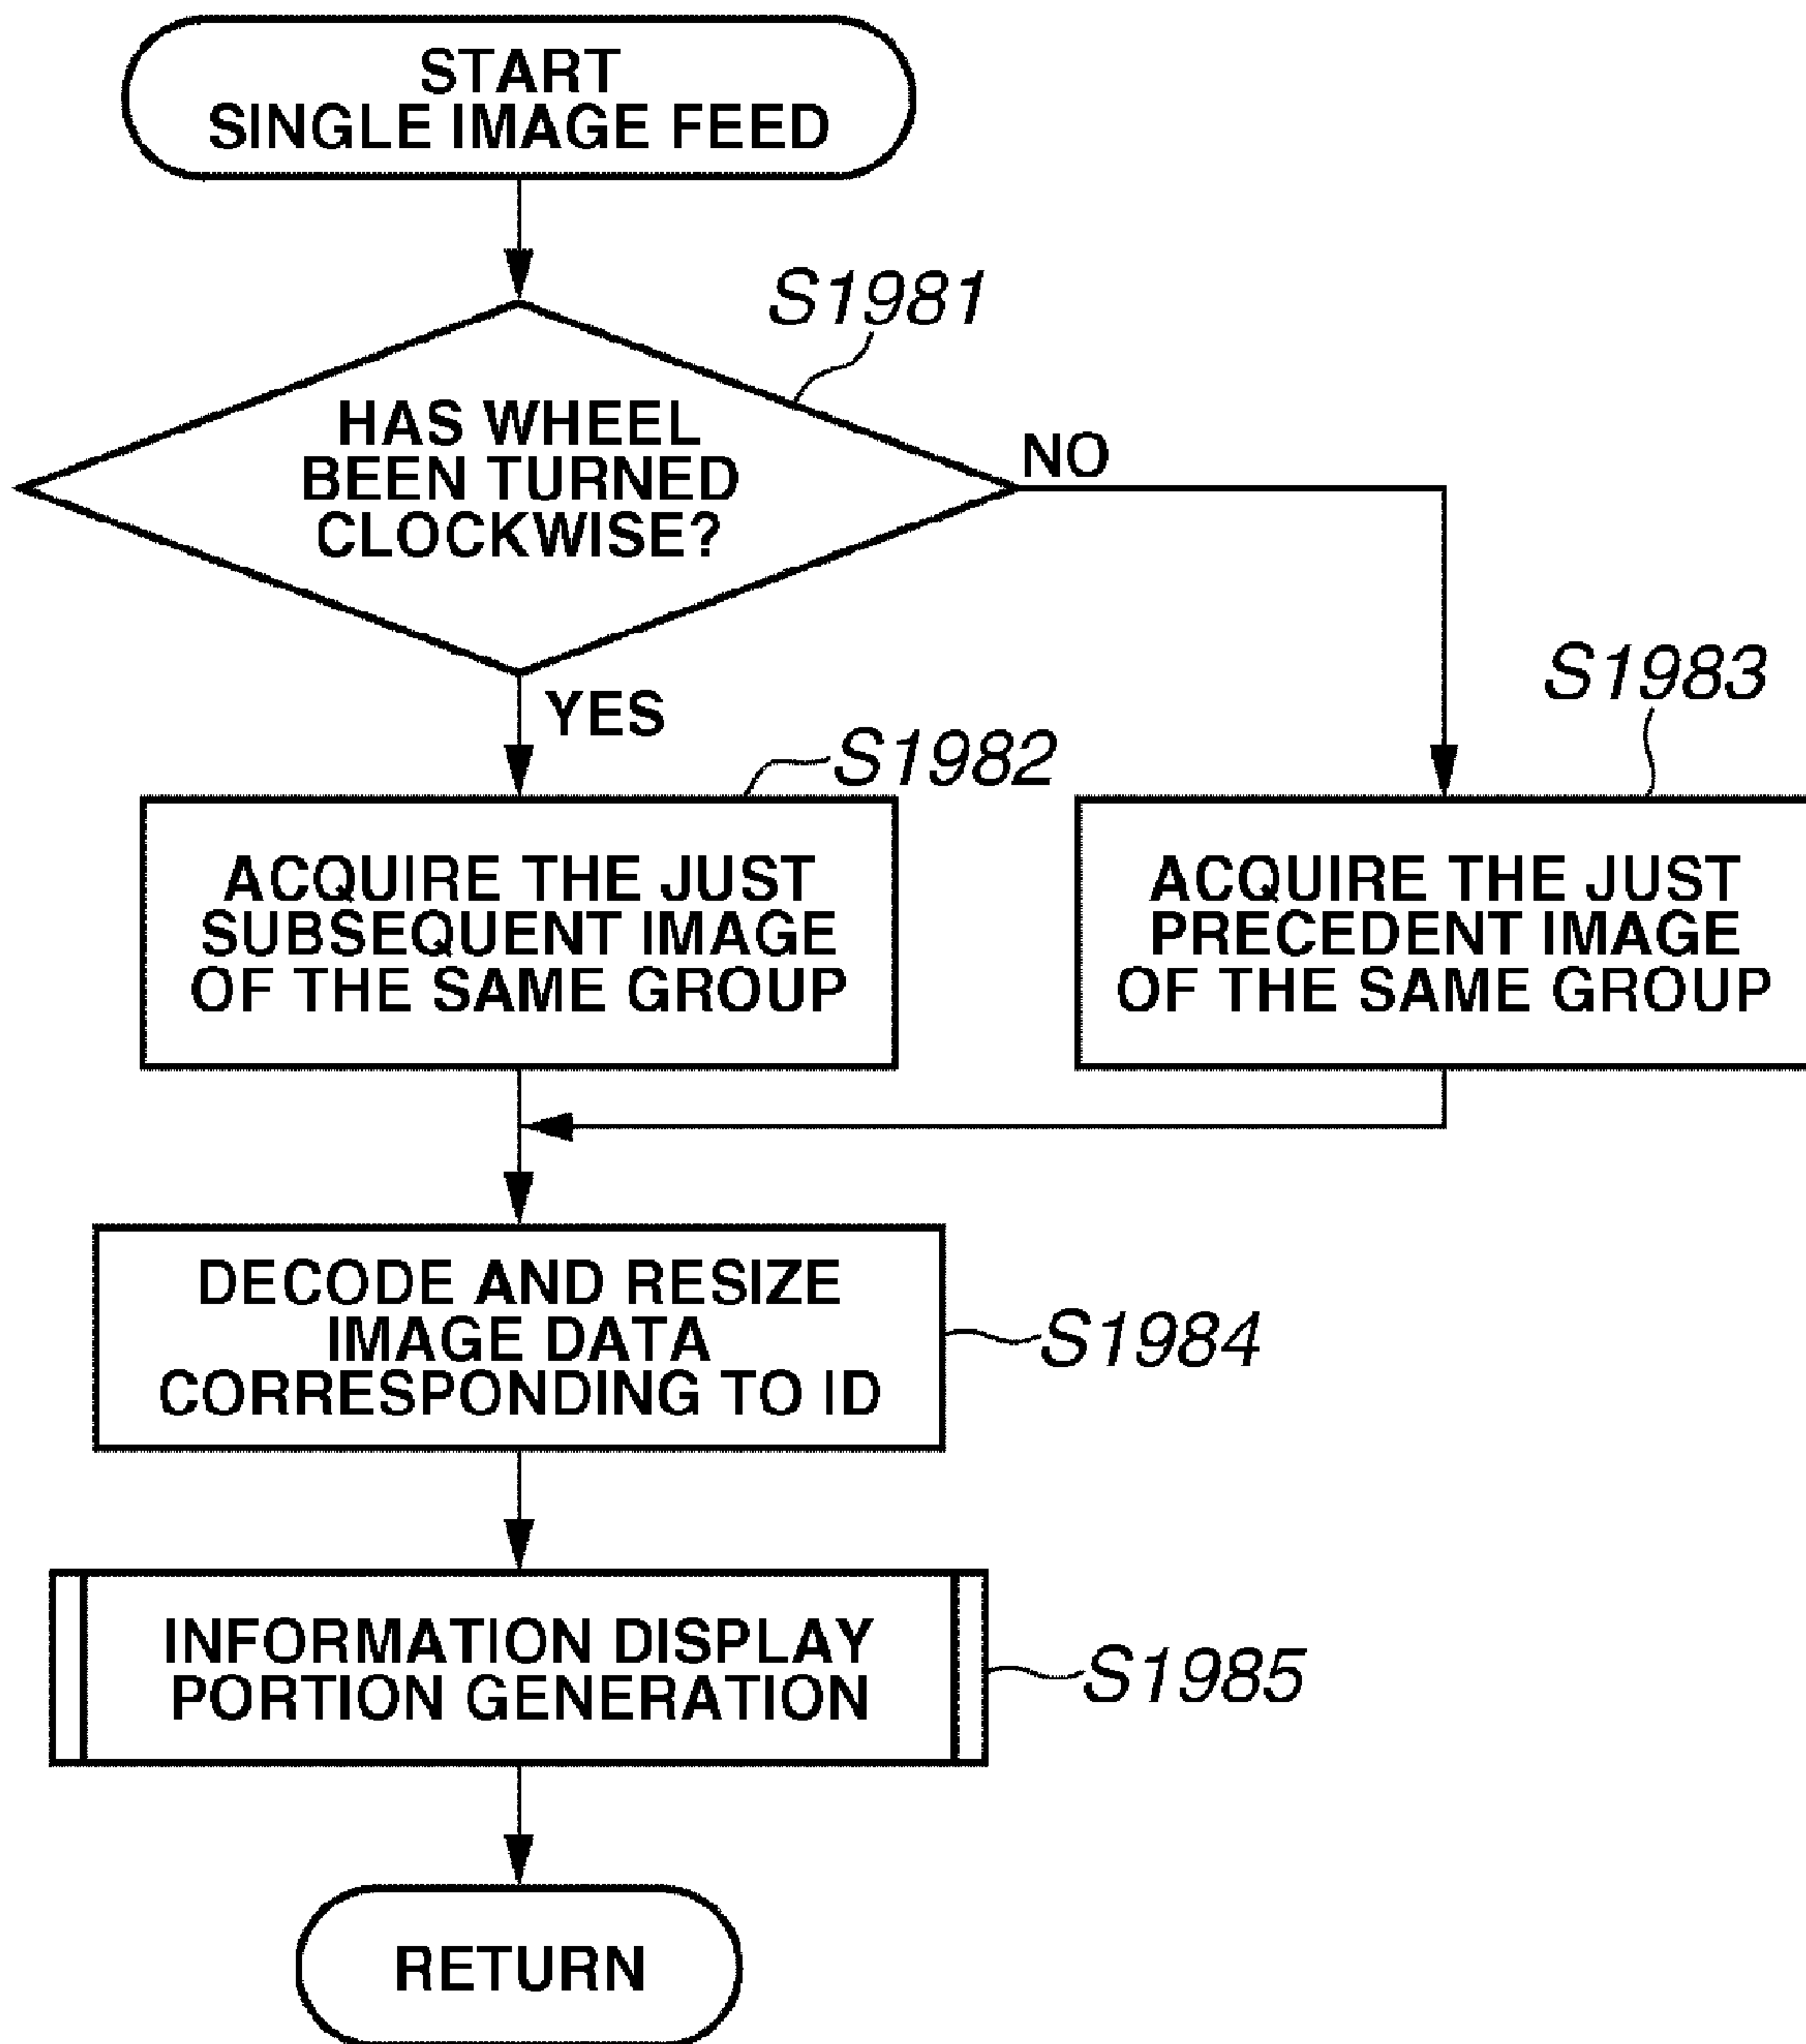 START
SINGLE IMAGE FEED
S1981
HAS WHEEL
BEEN TURNED
CLOCKWISE?
NO
YES
S1982
S1983
ACQUIRE THE JUST
SUBSEQUENT IMAGE
OF THE SAME GROUP
ACQUIRE THE JUST
PRECEDENT IMAGE
OF THE SAME GROUP
DECODE AND RESIZE
IMAGE DATA
CORRESPONDING TO ID
S1984
INFORMATION DISPLAY
PORTION GENERATION
S1985
RETURN